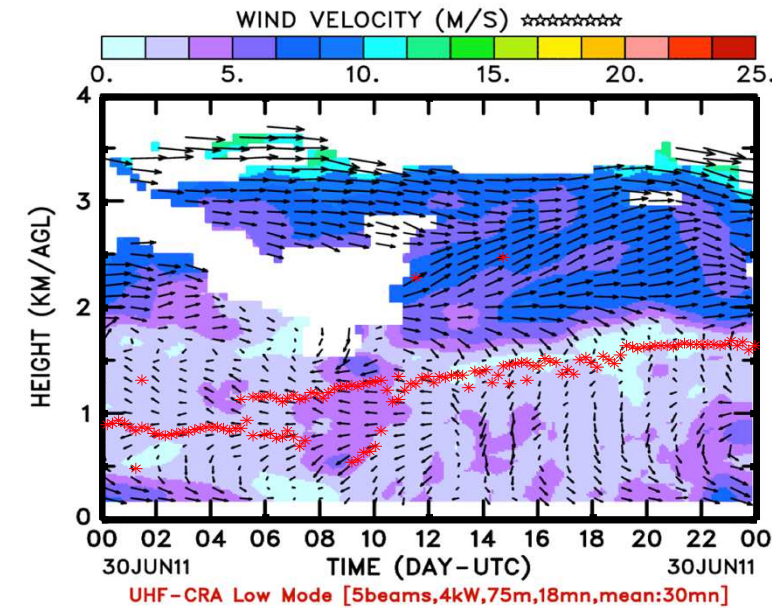 WIND VELOCITY (M/S) ☆☆☆☆☆☆☆☆
0. 5. 10. 15. 20. 25.
4
3
2
1
0
HEIGHT (KM/AGL)
00 02 04 06 08 10 12 14 16 18 20 22 00
30JUN11 TIME (DAY-UTC) 30JUN11
UHF-CRA Low Mode [5beams,4kW,75m,18mn,mean:30mn]